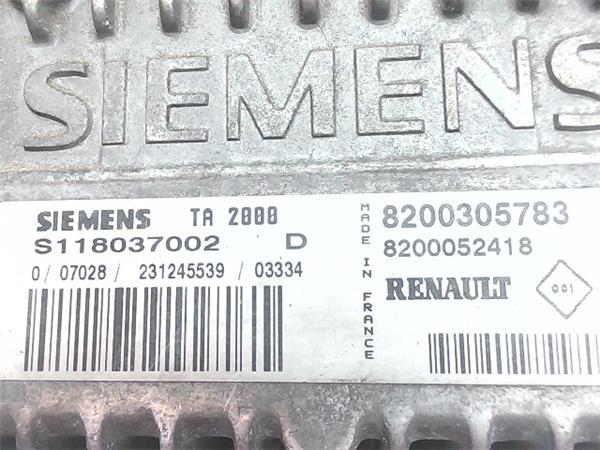 SIEMENS
SIEMENS TA 2000
S118037002 D
0/ 07028/ 231245539 / 03334
MADE IN FRANCE
8200305783
8200052418
RENAULT
001